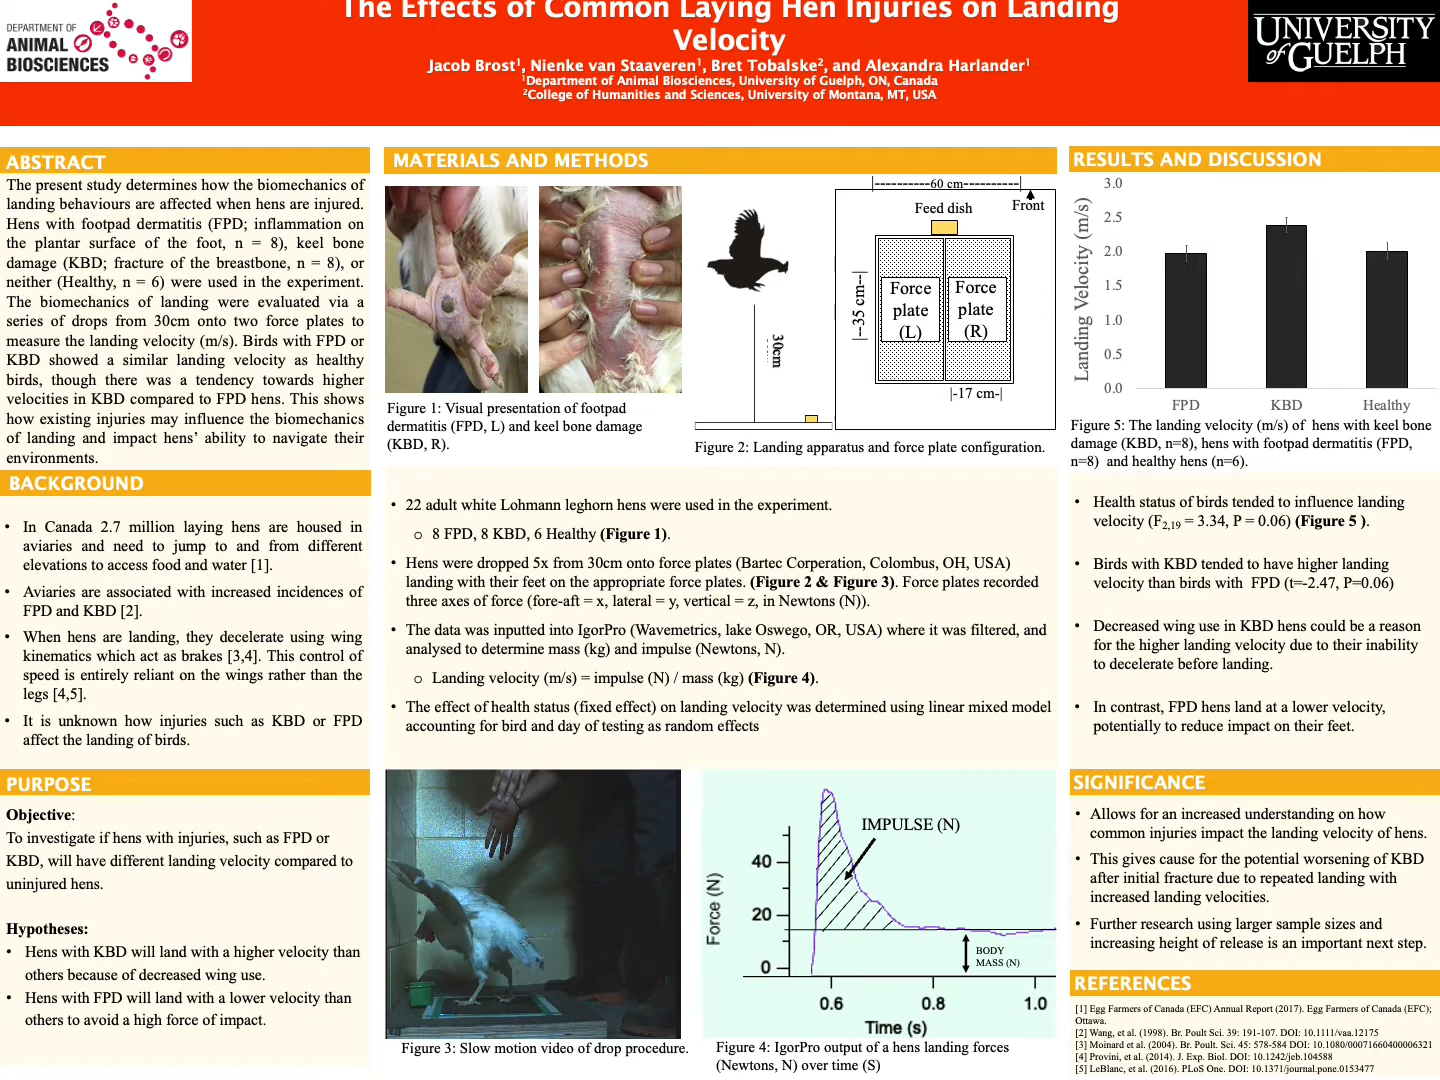 The Effects of Common Laying Hen Injuries on Landing
Velocity
Jacob Brost¹, Nienke van Staaveren¹, Bret Tobalske², and Alexandra Harlander¹
¹Department of Animal Biosciences, University of Guelph, ON, Canada
²College of Humanities and Sciences, University of Montana, MT, USA
DEPARTMENT OF
ANIMAL
BIOSCIENCES
UNIVERSITY
of GUELPH
ABSTRACT
The present study determines how the biomechanics of
landing behaviours are affected when hens are injured.
Hens with footpad dermatitis (FPD; inflammation on
the plantar surface of the foot, n = 8), keel bone
damage (KBD; fracture of the breastbone, n = 8), or
neither (Healthy, n = 6) were used in the experiment.
The biomechanics of landing were evaluated via a
series of drops from 30cm onto two force plates to
measure the landing velocity (m/s). Birds with FPD or
KBD showed a similar landing velocity as healthy
birds, though there was a tendency towards higher
velocities in KBD compared to FPD hens. This shows
how existing injuries may influence the biomechanics
of landing and impact hens' ability to navigate their
environments.
BACKGROUND
• In Canada 2.7 million laying hens are housed in
aviaries and need to jump to and from different
elevations to access food and water [1].
• Aviaries are associated with increased incidences of
FPD and KBD [2].
• When hens are landing, they decelerate using wing
kinematics which act as brakes [3,4]. This control of
speed is entirely reliant on the wings rather than the
legs [4,5].
• It is unknown how injuries such as KBD or FPD
affect the landing of birds.
PURPOSE
Objective:
To investigate if hens with injuries, such as FPD or
KBD, will have different landing velocity compared to
uninjured hens.
Hypotheses:
• Hens with KBD will land with a higher velocity than
others because of decreased wing use.
• Hens with FPD will land with a lower velocity than
others to avoid a high force of impact.
MATERIALS AND METHODS
Figure 1: Visual presentation of footpad
dermatitis (FPD, L) and keel bone damage
(KBD, R).
30cm
|----------60 cm----------|
Feed dish
Front
|--35 cm--|
Force
plate
(L)
Force
plate
(R)
|-17 cm-|
Figure 2: Landing apparatus and force plate configuration.
• 22 adult white Lohmann leghorn hens were used in the experiment.
o 8 FPD, 8 KBD, 6 Healthy (Figure 1).
• Hens were dropped 5x from 30cm onto force plates (Bartec Corperation, Colombus, OH, USA)
landing with their feet on the appropriate force plates. (Figure 2 & Figure 3). Force plates recorded
three axes of force (fore-aft = x, lateral = y, vertical = z, in Newtons (N)).
• The data was inputted into IgorPro (Wavemetrics, lake Oswego, OR, USA) where it was filtered, and
analysed to determine mass (kg) and impulse (Newtons, N).
o Landing velocity (m/s) = impulse (N) / mass (kg) (Figure 4).
• The effect of health status (fixed effect) on landing velocity was determined using linear mixed model
accounting for bird and day of testing as random effects
Figure 3: Slow motion video of drop procedure.
Force (N)
40
20
0
IMPULSE (N)
BODY
MASS (N)
0.6 0.8 1.0
Time (s)
Figure 4: IgorPro output of a hens landing forces
(Newtons, N) over time (S)
RESULTS AND DISCUSSION
Landing Velocity (m/s)
3.0
2.5
2.0
1.5
1.0
0.5
0.0
FPD KBD Healthy
Figure 5: The landing velocity (m/s) of hens with keel bone
damage (KBD, n=8), hens with footpad dermatitis (FPD,
n=8) and healthy hens (n=6).
• Health status of birds tended to influence landing
velocity (F2,19 = 3.34, P = 0.06) (Figure 5 ).
• Birds with KBD tended to have higher landing
velocity than birds with FPD (t=-2.47, P=0.06)
• Decreased wing use in KBD hens could be a reason
for the higher landing velocity due to their inability
to decelerate before landing.
• In contrast, FPD hens land at a lower velocity,
potentially to reduce impact on their feet.
SIGNIFICANCE
• Allows for an increased understanding on how
common injuries impact the landing velocity of hens.
• This gives cause for the potential worsening of KBD
after initial fracture due to repeated landing with
increased landing velocities.
• Further research using larger sample sizes and
increasing height of release is an important next step.
REFERENCES
[1] Egg Farmers of Canada (EFC) Annual Report (2017). Egg Farmers of Canada (EFC);
Ottawa.
[2] Wang, et al. (1998). Br. Poult Sci. 39: 191-107. DOI: 10.1111/vaa.12175
[3] Moinard et al. (2004). Br. Poult. Sci. 45: 578-584 DOI: 10.1080/00071660400006321
[4] Provini, et al. (2014). J. Exp. Biol. DOI: 10.1242/jeb.104588
[5] LeBlanc, et al. (2016). PLoS One. DOI: 10.1371/journal.pone.0153477